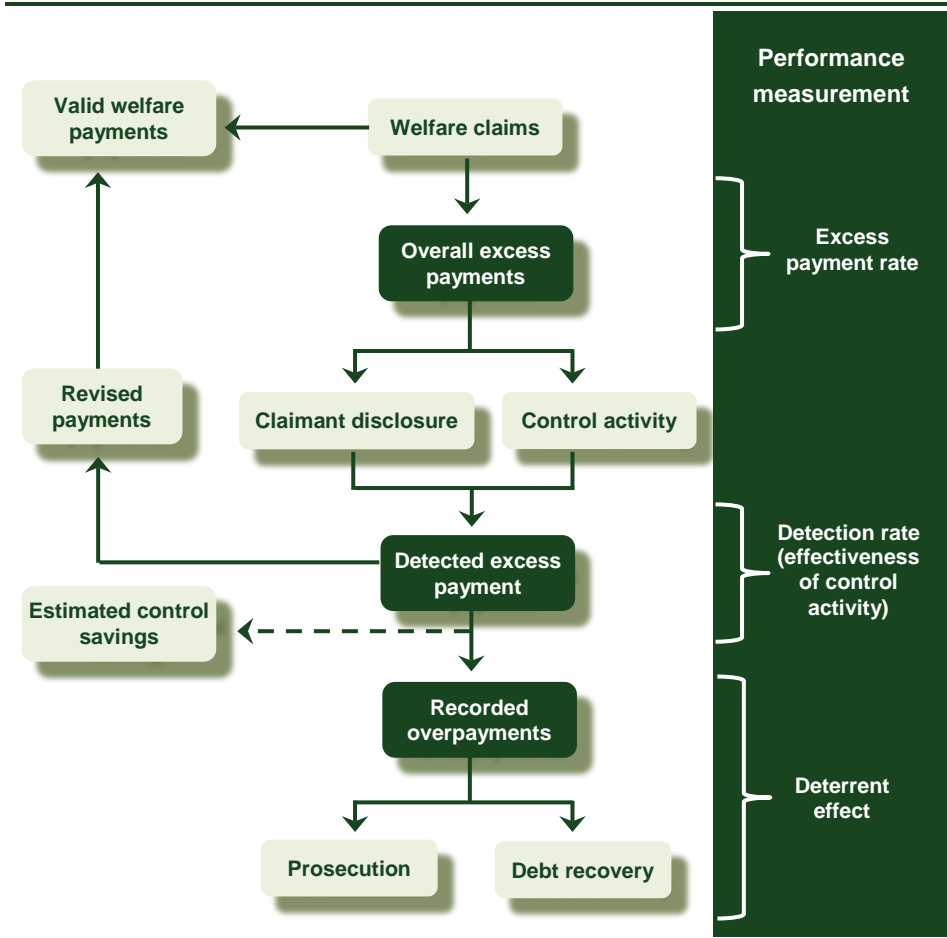 Performance
measurement
Valid welfare
payments
Welfare claims
Overall excess
payments
Excess
payment rate
Revised
payments
Claimant disclosure
Control activity
Detected excess
payment
Detection rate
(effectiveness
of control
activity)
Estimated control
savings
Recorded
overpayments
Deterrent
effect
Prosecution
Debt recovery